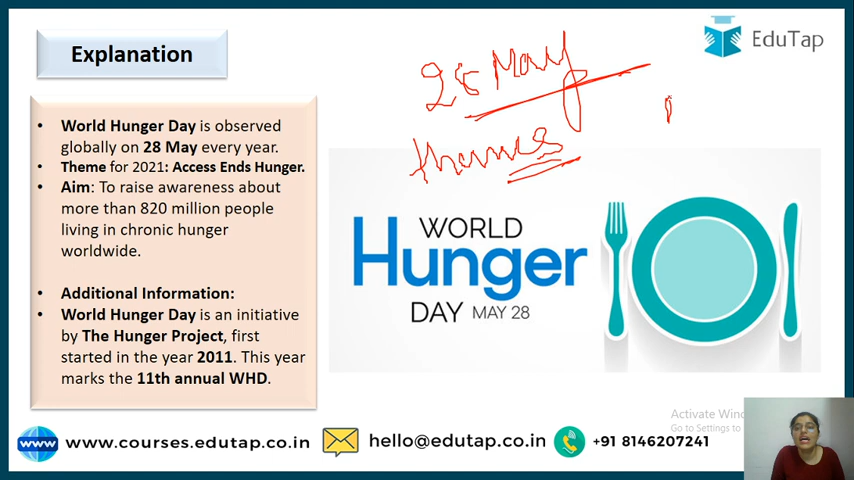 Explanation
EduTap
28 May
themes
• World Hunger Day is observed
globally on 28 May every year.
• Theme for 2021: Access Ends Hunger.
• Aim: To raise awareness about
more than 820 million people
living in chronic hunger
worldwide.
• Additional Information:
• World Hunger Day is an initiative
by The Hunger Project, first
started in the year 2011. This year
marks the 11th annual WHD.
WORLD
Hunger
DAY MAY 28
Activate Wind
Go to Settings to
www
www.courses.edutap.co.in
hello@edutap.co.in
+91 8146207241